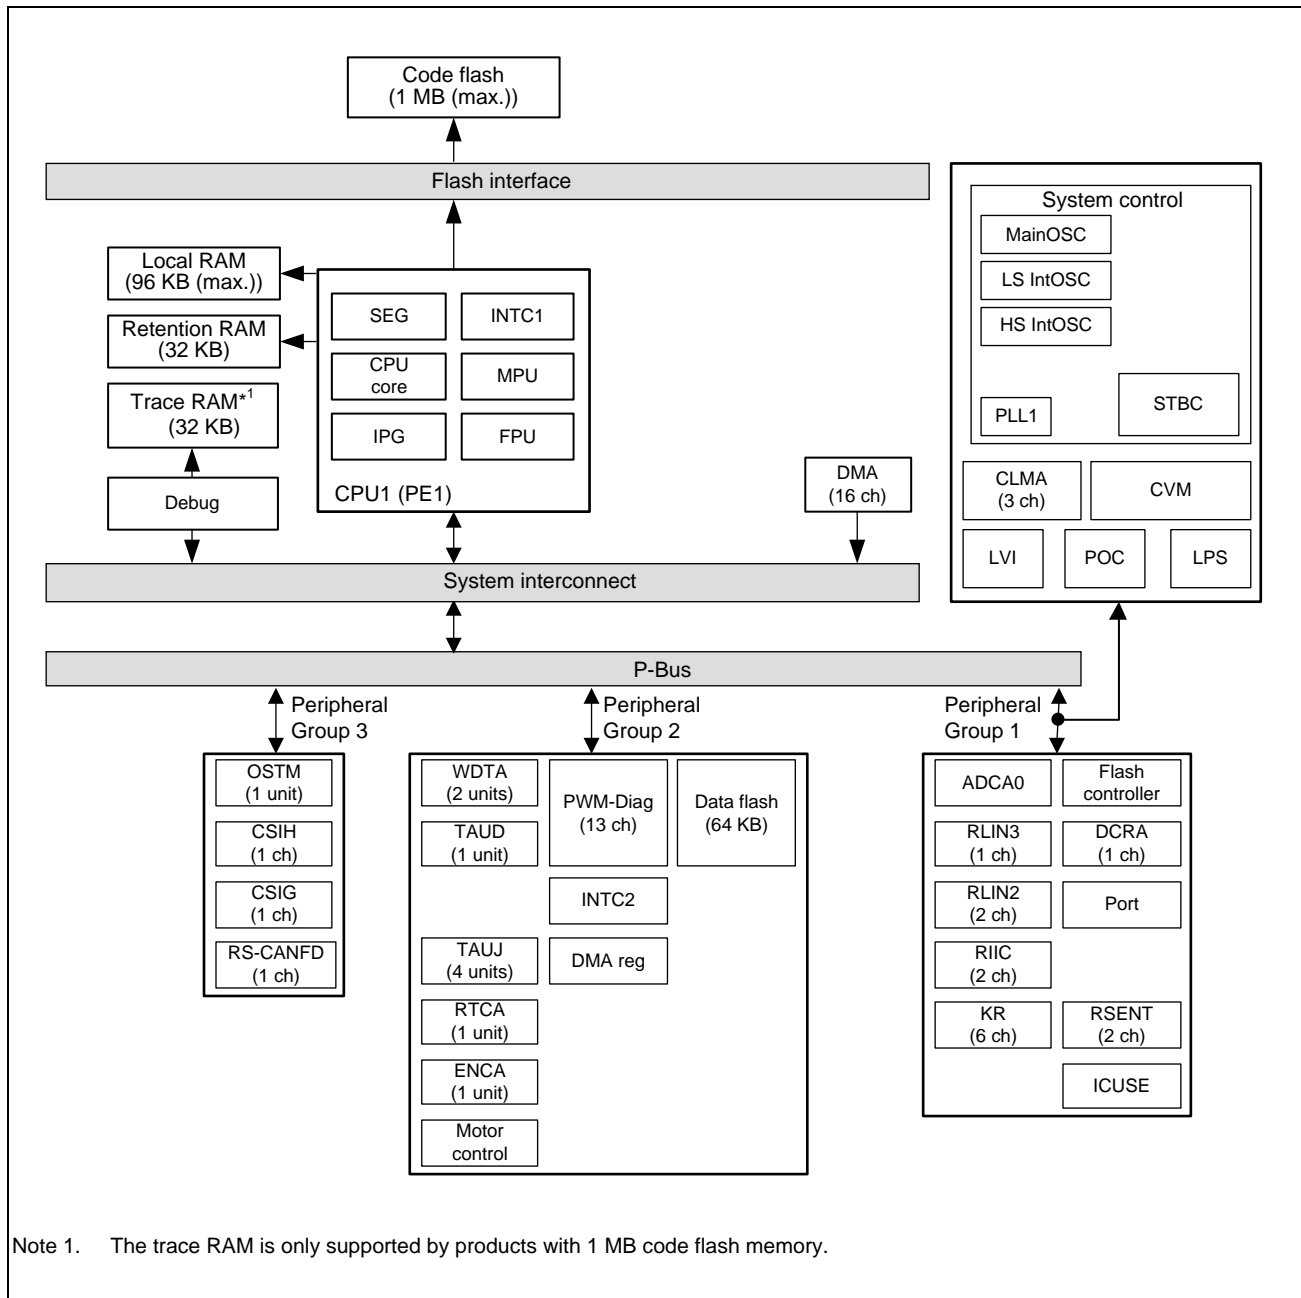 Code flash
(1 MB (max.))
Flash interface
Local RAM
(96 KB (max.))
Retention RAM
(32 KB)
Trace RAM*1
(32 KB)
Debug
SEG
INTC1
CPU
core
MPU
IPG
FPU
CPU1 (PE1)
DMA
(16 ch)
System control
MainOSC
LS IntOSC
HS IntOSC
PLL1
STBC
CLMA
(3 ch)
CVM
LVI
POC
LPS
System interconnect
P-Bus
Peripheral
Group 3
Peripheral
Group 2
Peripheral
Group 1
OSTM
(1 unit)
CSIH
(1 ch)
CSIG
(1 ch)
RS-CANFD
(1 ch)
WDTA
(2 units)
PWM-Diag
(13 ch)
Data flash
(64 KB)
TAUD
(1 unit)
INTC2
TAUJ
(4 units)
DMA reg
RTCA
(1 unit)
ENCA
(1 unit)
Motor
control
ADCA0
Flash
controller
RLIN3
(1 ch)
DCRA
(1 ch)
RLIN2
(2 ch)
Port
RIIC
(2 ch)
KR
(6 ch)
RSENT
(2 ch)
ICUSE
Note 1. The trace RAM is only supported by products with 1 MB code flash memory.